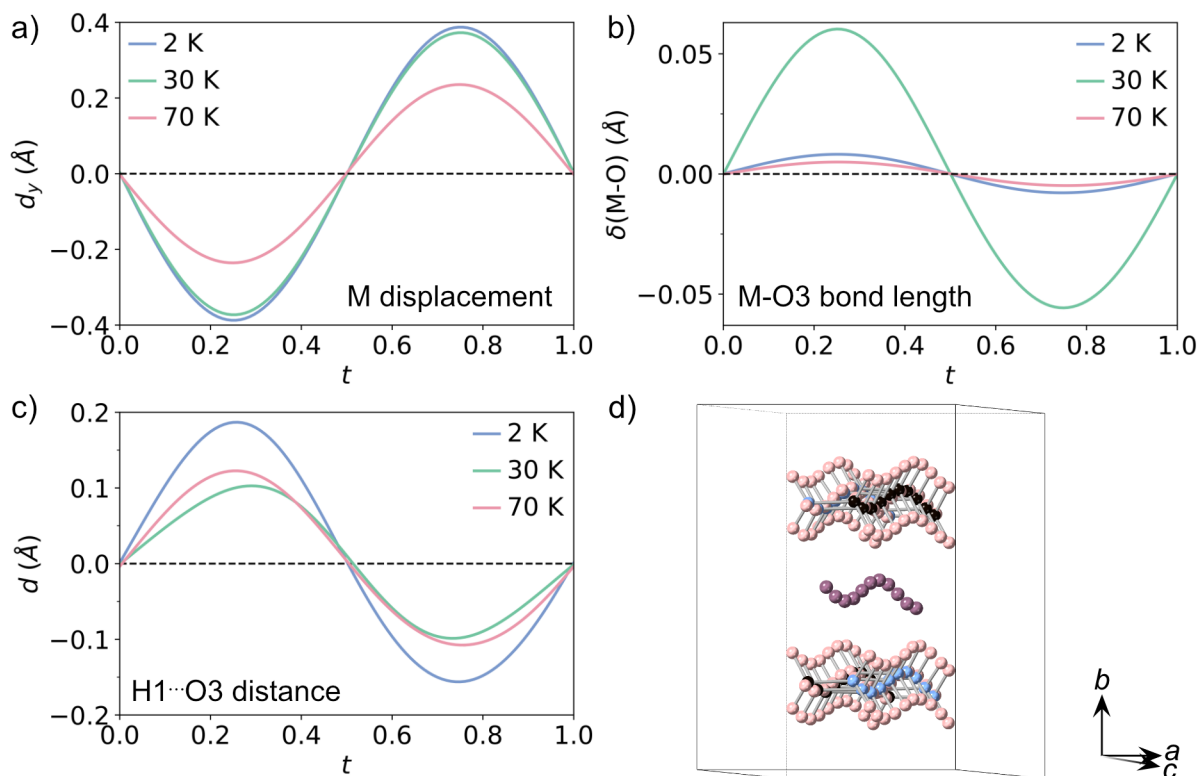 a)
0.4
0.2
0.0
−0.2
−0.4
d_y (Å)
2 K
30 K
70 K
M displacement
0.0 0.2 0.4 0.6 0.8 1.0
t
b)
0.05
0.00
−0.05
δ(M-O) (Å)
2 K
30 K
70 K
M-O3 bond length
0.0 0.2 0.4 0.6 0.8 1.0
t
c)
0.2
0.1
0.0
−0.1
−0.2
d (Å)
2 K
30 K
70 K
H1···O3 distance
0.0 0.2 0.4 0.6 0.8 1.0
t
d)
b
a
c